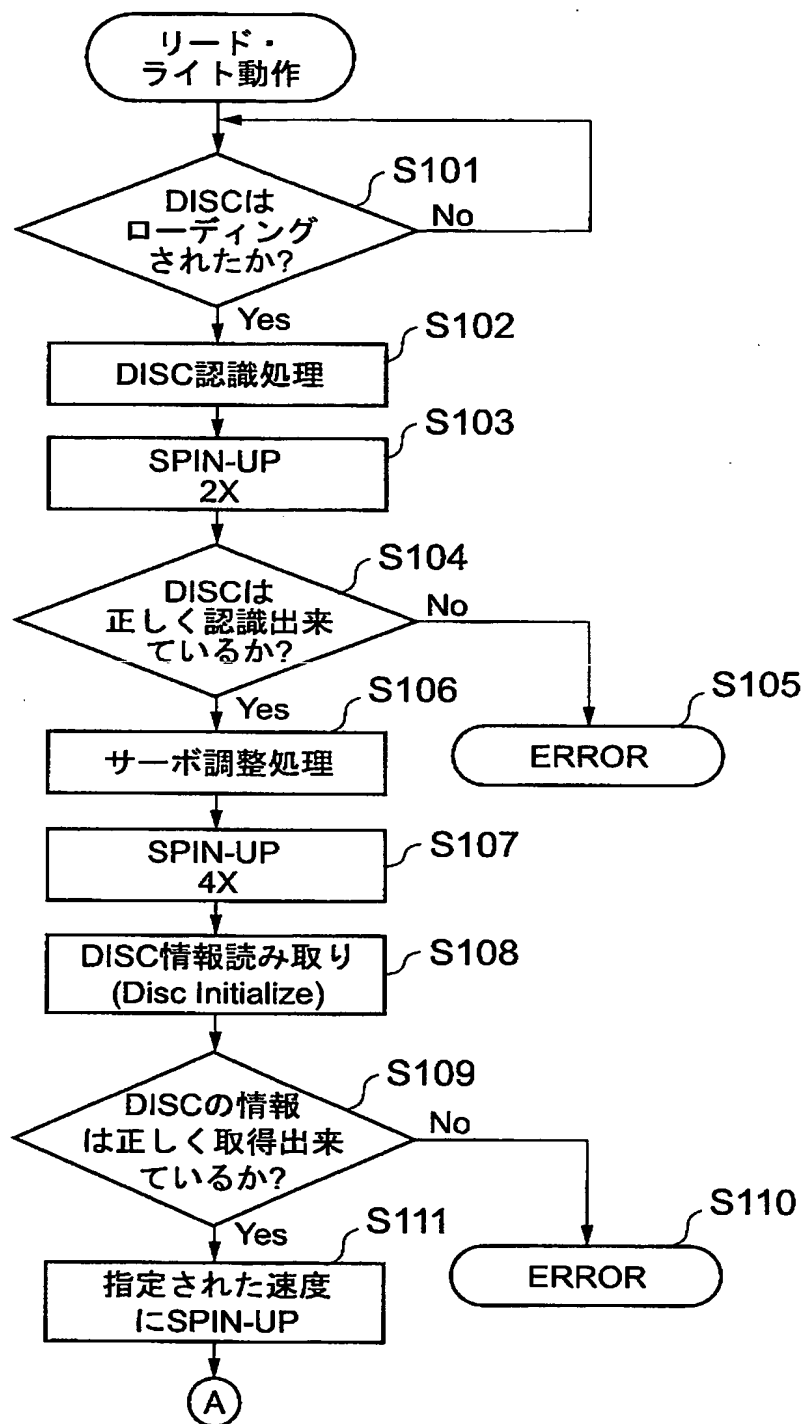 リード・
ライト動作
S101
DISCは
ローディング
されたか?
No
Yes
S102
DISC認識処理
S103
SPIN-UP
2X
S104
DISCは
正しく認識出来
ているか?
No
Yes
S105
ERROR
S106
サーボ調整処理
S107
SPIN-UP
4X
S108
DISC情報読み取り
(Disc Initialize)
S109
DISCの情報
は正しく取得出来
ているか?
No
Yes
S110
ERROR
S111
指定された速度
にSPIN-UP
A